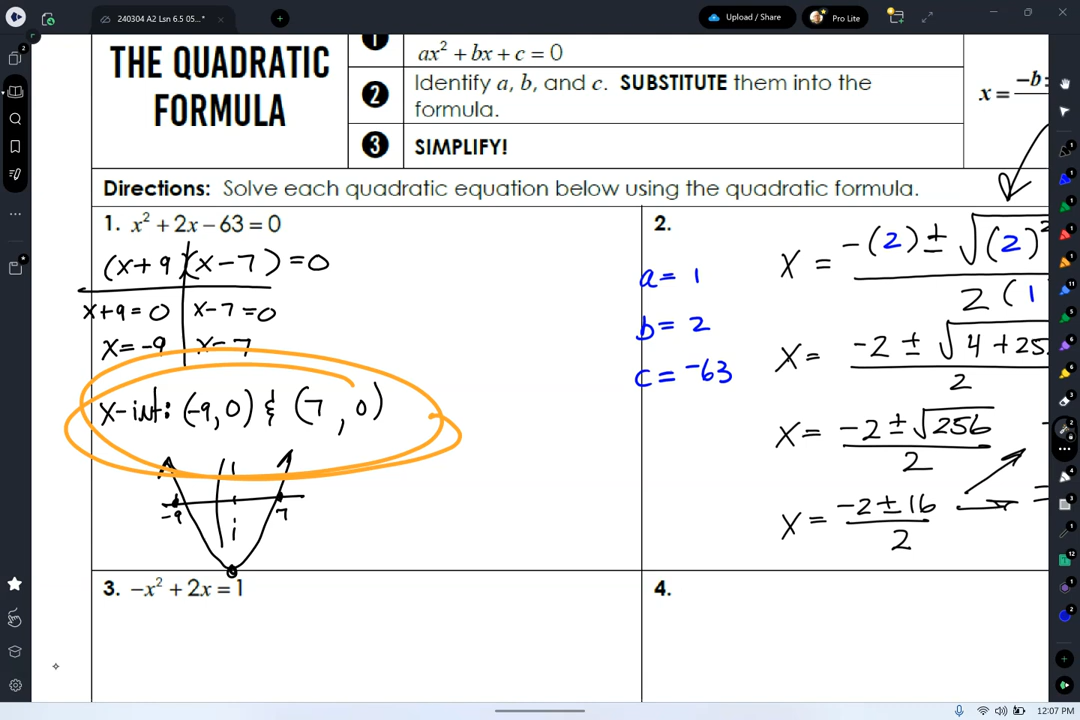 240304 A2 Lsn 6.5 05...*
Upload / Share
Pro Lite
THE QUADRATIC
FORMULA
1
ax² + bx + c = 0
2
Identify a, b, and c. SUBSTITUTE them into the
formula.
3
SIMPLIFY!
x = −b
Directions: Solve each quadratic equation below using the quadratic formula.
1. x² + 2x − 63 = 0
(x+9)(x−7)=0
x+9=0 x−7=0
x=-9 x=7
x-int: (-9,0) & (7,0)
-9 7
2.
a= 1
b= 2
c= -63
X = -(2) ± √(2)²
2(1
X= -2 ± √4+25
2
X= -2 ± √256
2
X= -2±16
2
3. −x² + 2x = 1
4.
12:07 PM